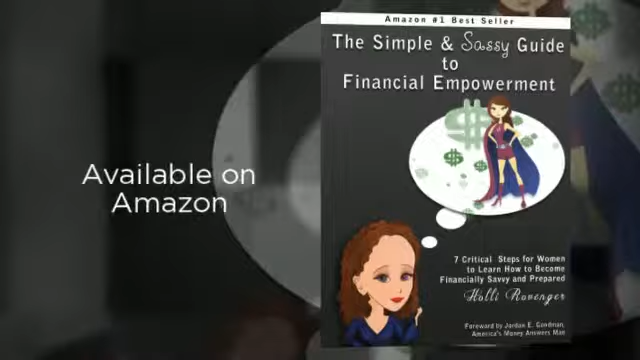 Available on
Amazon
Amazon #1 Best Seller
The Simple & Sassy Guide
to
Financial Empowerment
7 Critical Steps for Women
to Learn How to Become
Financially Savvy and Prepared
Halli Rovenger
Foreword by Jordan E. Goodman,
America's Money Answers Man